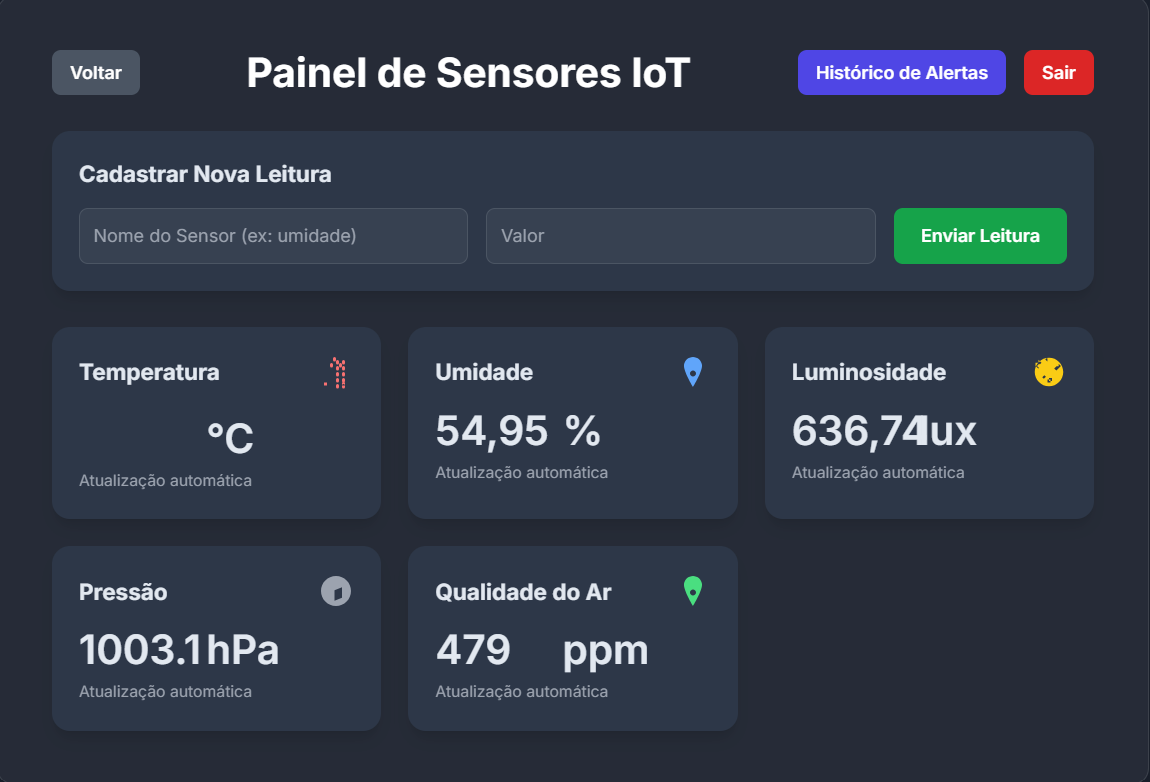 Voltar
Painel de Sensores IoT
Histórico de Alertas
Sair
Cadastrar Nova Leitura
Nome do Sensor (ex: umidade)
Valor
Enviar Leitura
Temperatura
°C
Atualização automática
Umidade
54,95 %
Atualização automática
Luminosidade
636,74lux
Atualização automática
Pressão
1003.1 hPa
Atualização automática
Qualidade do Ar
479 ppm
Atualização automática